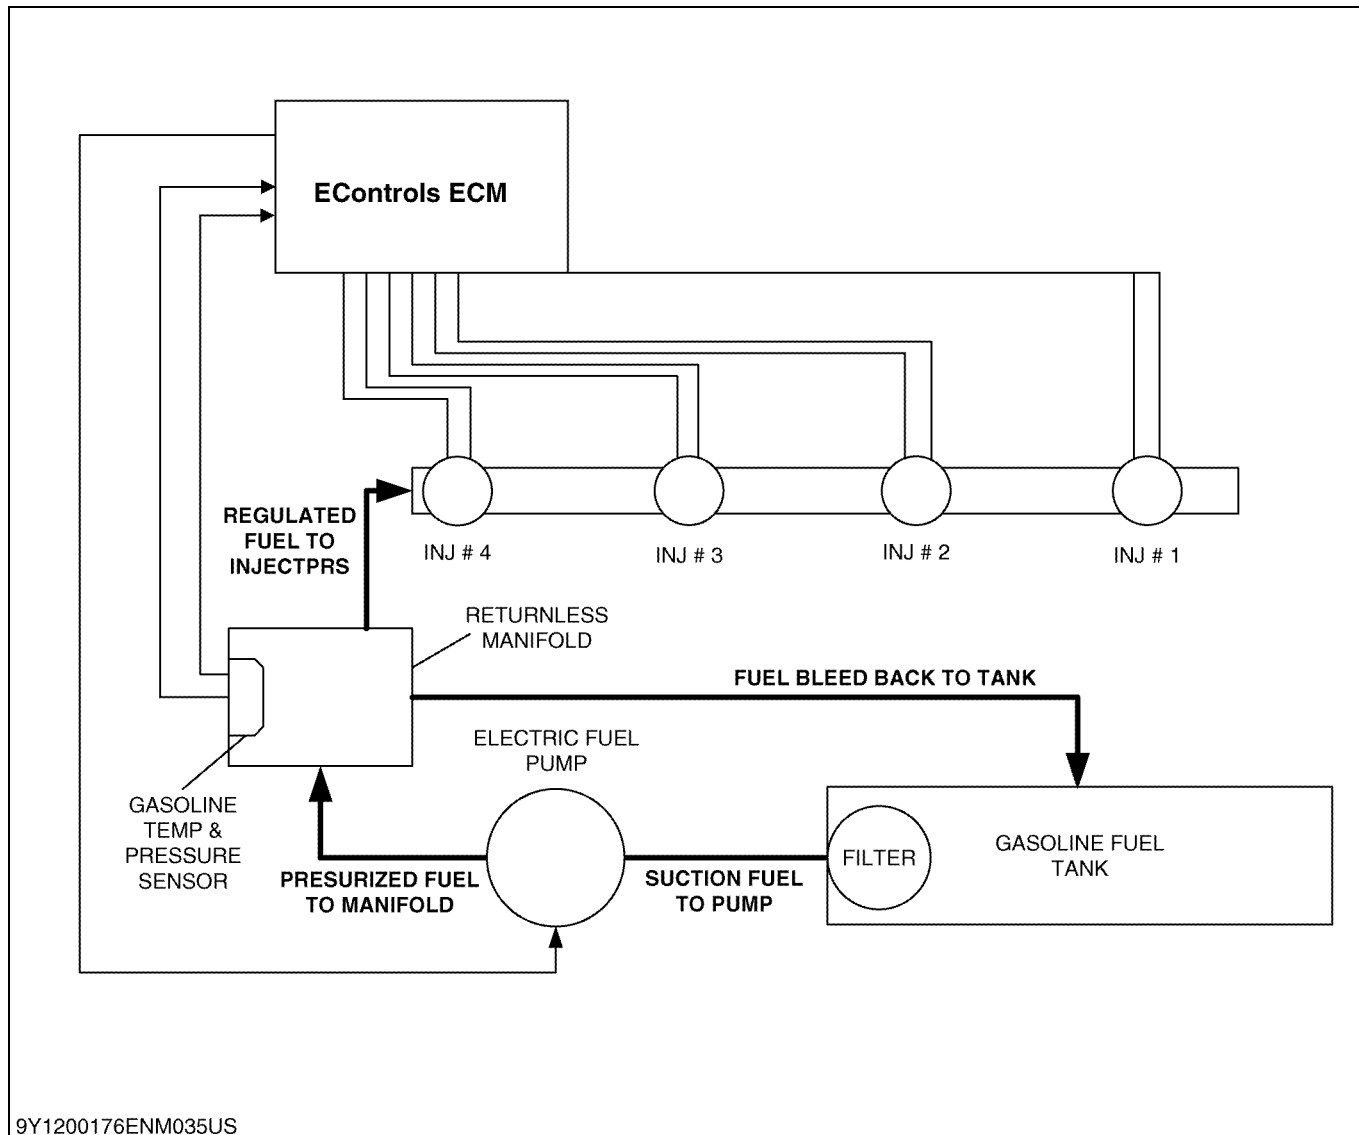 EControls ECM
REGULATED
FUEL TO
INJECTPRS
INJ # 4
INJ # 3
INJ # 2
INJ # 1
RETURNLESS
MANIFOLD
FUEL BLEED BACK TO TANK
ELECTRIC FUEL
PUMP
GASOLINE
TEMP &
PRESSURE
SENSOR
PRESURIZED FUEL
TO MANIFOLD
SUCTION FUEL
TO PUMP
FILTER
GASOLINE FUEL
TANK
9Y1200176ENM035US